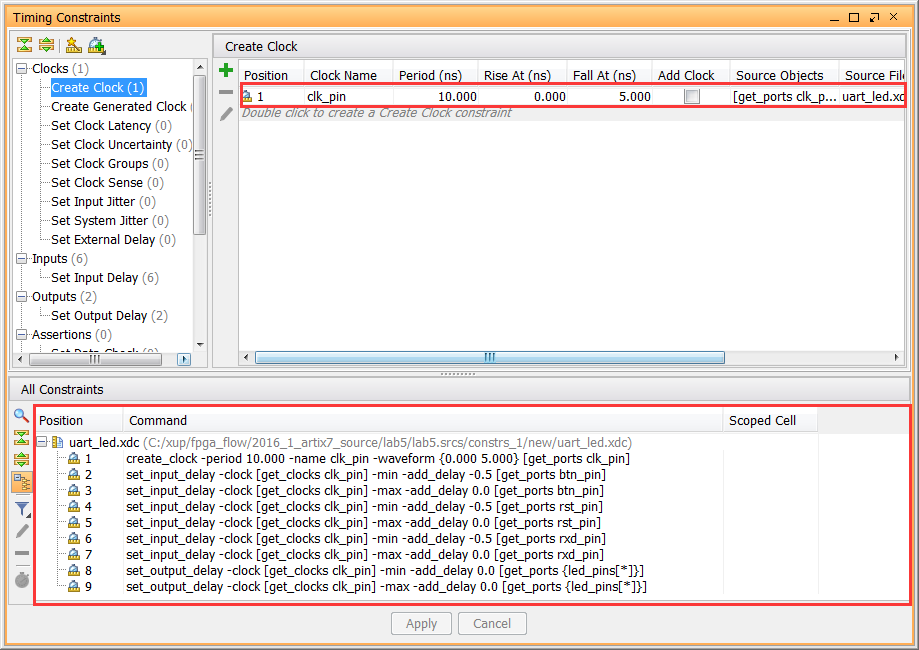 Timing Constraints
Clocks (1)
Create Clock (1)
Create Generated Clock (
Set Clock Latency (0)
Set Clock Uncertainty (0)
Set Clock Groups (0)
Set Clock Sense (0)
Set Input Jitter (0)
Set System Jitter (0)
Set External Delay (0)
Inputs (6)
Set Input Delay (6)
Outputs (2)
Set Output Delay (2)
Assertions (0)
Set Data Check (0)
Create Clock
Position Clock Name Period (ns) Rise At (ns) Fall At (ns) Add Clock Source Objects Source File
1 clk_pin 10.000 0.000 5.000 [get_ports clk_p... uart_led.xdc
Double click to create a Create Clock constraint
All Constraints
Position Command Scoped Cell
uart_led.xdc (C:/xup/fpga_flow/2016_1_artix7_source/lab5/lab5.srcs/constrs_1/new/uart_led.xdc)
1 create_clock -period 10.000 -name clk_pin -waveform {0.000 5.000} [get_ports clk_pin]
2 set_input_delay -clock [get_clocks clk_pin] -min -add_delay -0.5 [get_ports btn_pin]
3 set_input_delay -clock [get_clocks clk_pin] -max -add_delay 0.0 [get_ports btn_pin]
4 set_input_delay -clock [get_clocks clk_pin] -min -add_delay -0.5 [get_ports rst_pin]
5 set_input_delay -clock [get_clocks clk_pin] -max -add_delay 0.0 [get_ports rst_pin]
6 set_input_delay -clock [get_clocks clk_pin] -min -add_delay -0.5 [get_ports rxd_pin]
7 set_input_delay -clock [get_clocks clk_pin] -max -add_delay 0.0 [get_ports rxd_pin]
8 set_output_delay -clock [get_clocks clk_pin] -min -add_delay 0.0 [get_ports {led_pins[*]}]
9 set_output_delay -clock [get_clocks clk_pin] -max -add_delay 0.0 [get_ports {led_pins[*]}]
Apply Cancel